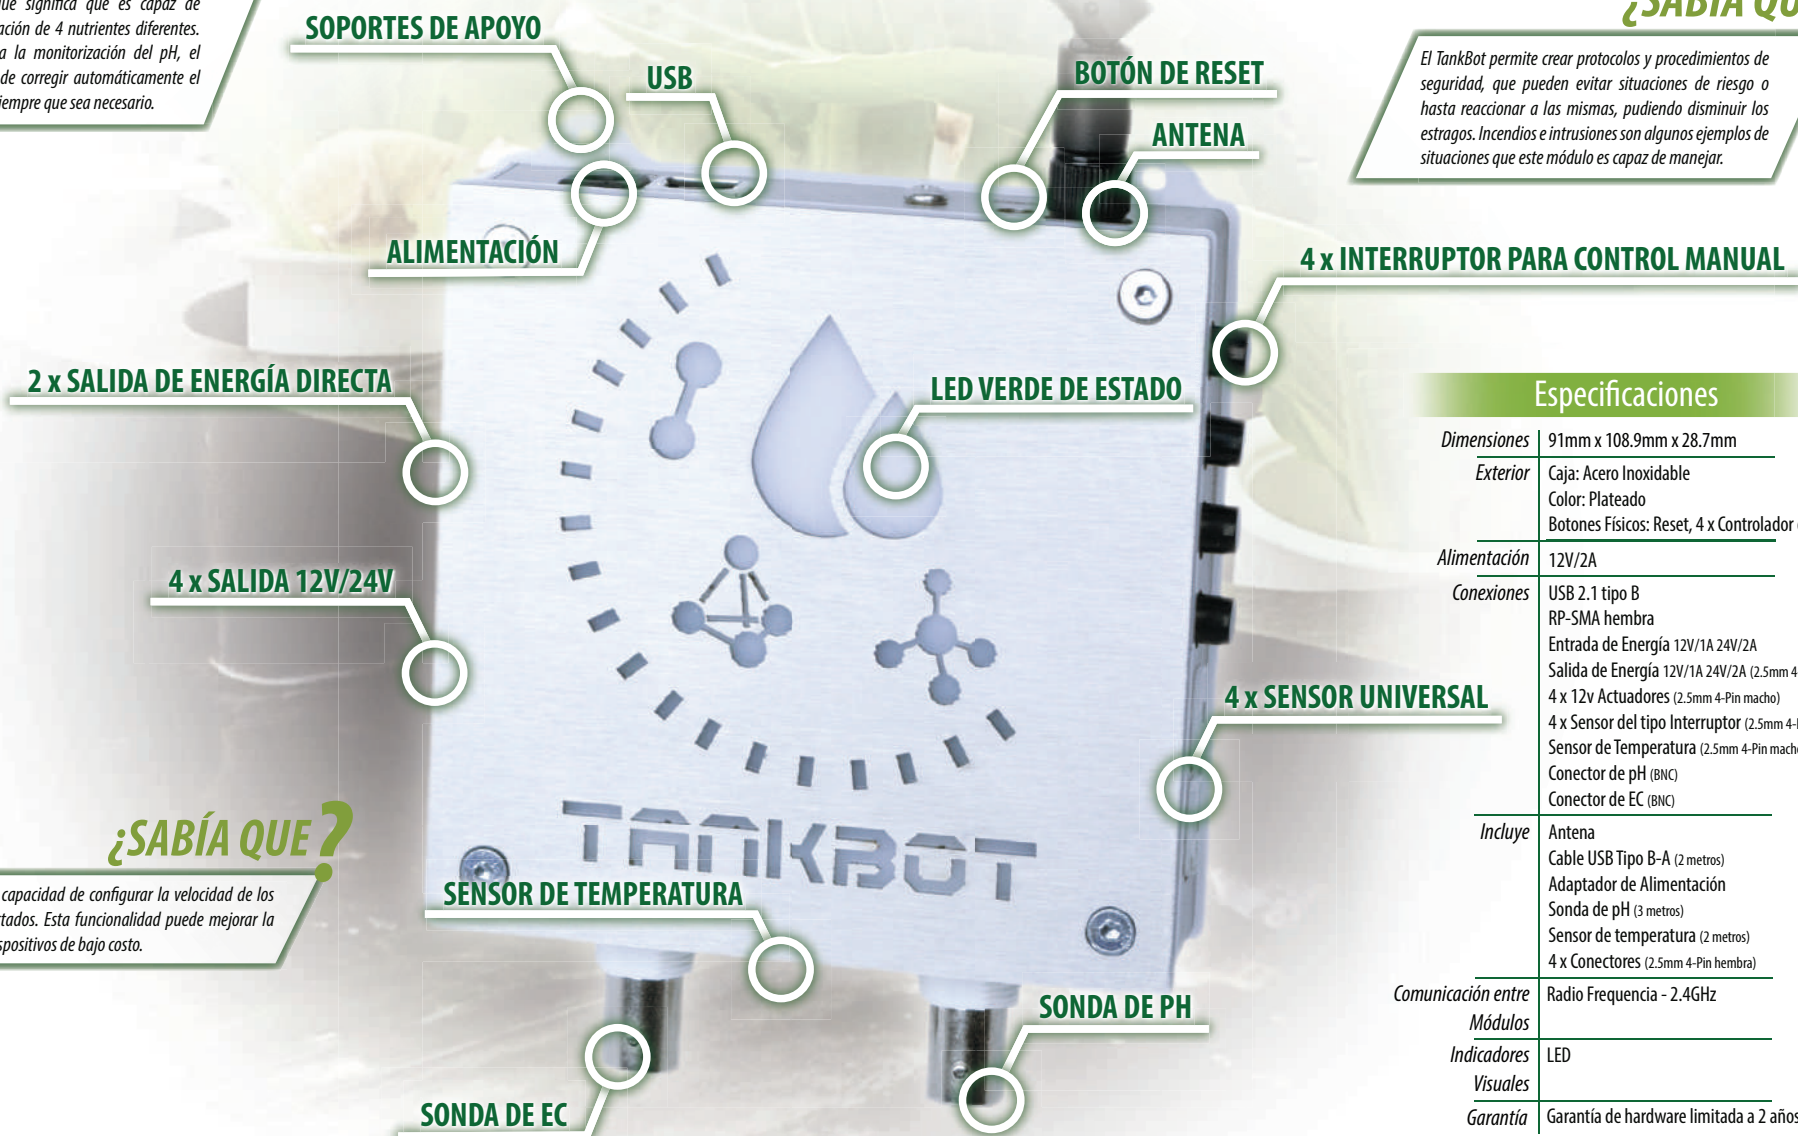 que significa que es capaz de
ación de 4 nutrientes diferentes.
a la monitorización del pH, el
de corregir automáticamente el
iempre que sea necesario.
SOPORTES DE APOYO
USB
BOTÓN DE RESET
ANTENA
¿SABÍA QU
El TankBot permite crear protocolos y procedimientos de
seguridad, que pueden evitar situaciones de riesgo o
hasta reaccionar a las mismas, pudiendo disminuir los
estragos. Incendios e intrusiones son algunos ejemplos de
situaciones que este módulo es capaz de manejar.
ALIMENTACIÓN
4 x INTERRUPTOR PARA CONTROL MANUAL
2 x SALIDA DE ENERGÍA DIRECTA
LED VERDE DE ESTADO
4 x SALIDA 12V/24V
4 x SENSOR UNIVERSAL
TANKBOT
¿SABÍA QUE?
capacidad de configurar la velocidad de los
tados. Esta funcionalidad puede mejorar la
spositivos de bajo costo.
SENSOR DE TEMPERATURA
SONDA DE PH
SONDA DE EC
Especificaciones
Dimensiones 91mm x 108.9mm x 28.7mm
Exterior Caja: Acero Inoxidable
Color: Plateado
Botones Físicos: Reset, 4 x Controlador
Alimentación 12V/2A
Conexiones USB 2.1 tipo B
RP-SMA hembra
Entrada de Energía 12V/1A 24V/2A
Salida de Energía 12V/1A 24V/2A (2.5mm 4-
4 x 12v Actuadores (2.5mm 4-Pin macho)
4 x Sensor del tipo Interruptor (2.5mm 4-
Sensor de Temperatura (2.5mm 4-Pin mach
Conector de pH (BNC)
Conector de EC (BNC)
Incluye Antena
Cable USB Tipo B-A (2 metros)
Adaptador de Alimentación
Sonda de pH (3 metros)
Sensor de temperatura (2 metros)
4 x Conectores (2.5mm 4-Pin hembra)
Comunicación entre Radio Frequencia - 2.4GHz
Módulos
Indicadores LED
Visuales
Garantía Garantía de hardware limitada a 2 años